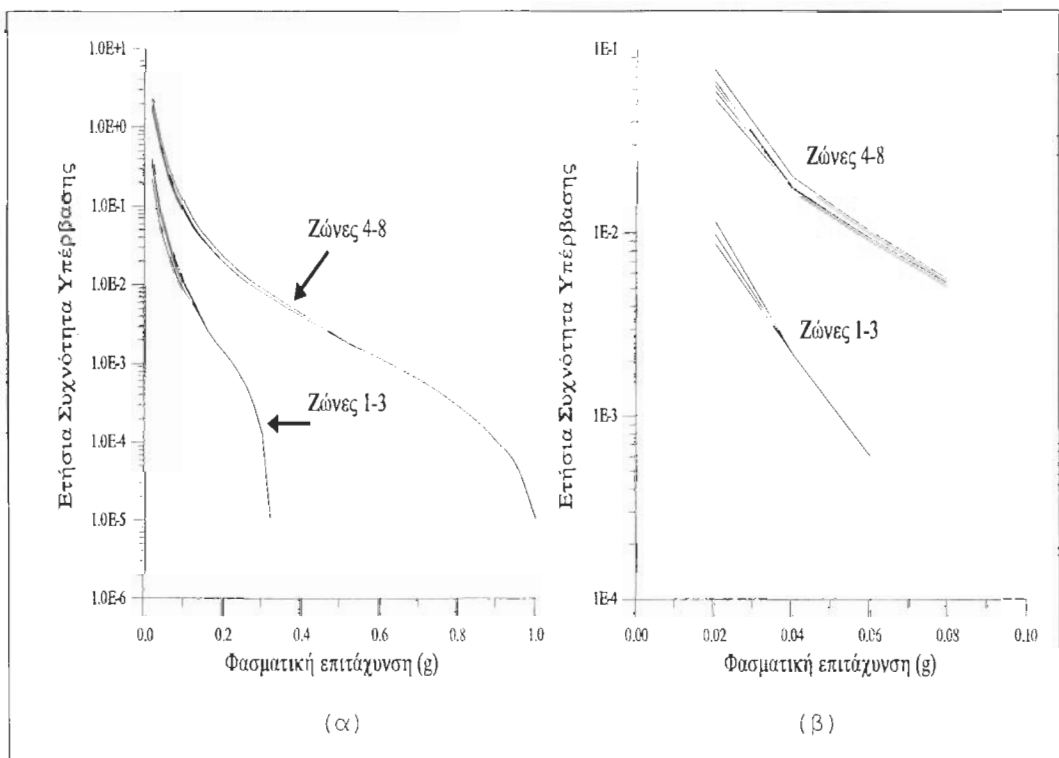 1.0E+1
1.0E+0
1.0E-1
1.0E-2
1.0E-3
1.0E-4
1.0E-5
1.0E-6
0.0 0.2 0.4 0.6 0.8 1.0
Ετήσια Συχνότητα Υπέρβασης
Φασματική επιτάχυνση (g)
Ζώνες 4-8
Ζώνες 1-3
(α)
1E-1
1E-2
1E-3
1E-4
0.00 0.02 0.04 0.06 0.08 0.10
Ετήσια Συχνότητα Υπέρβασης
Φασματική επιτάχυνση (g)
Ζώνες 4-8
Ζώνες 1-3
(β)